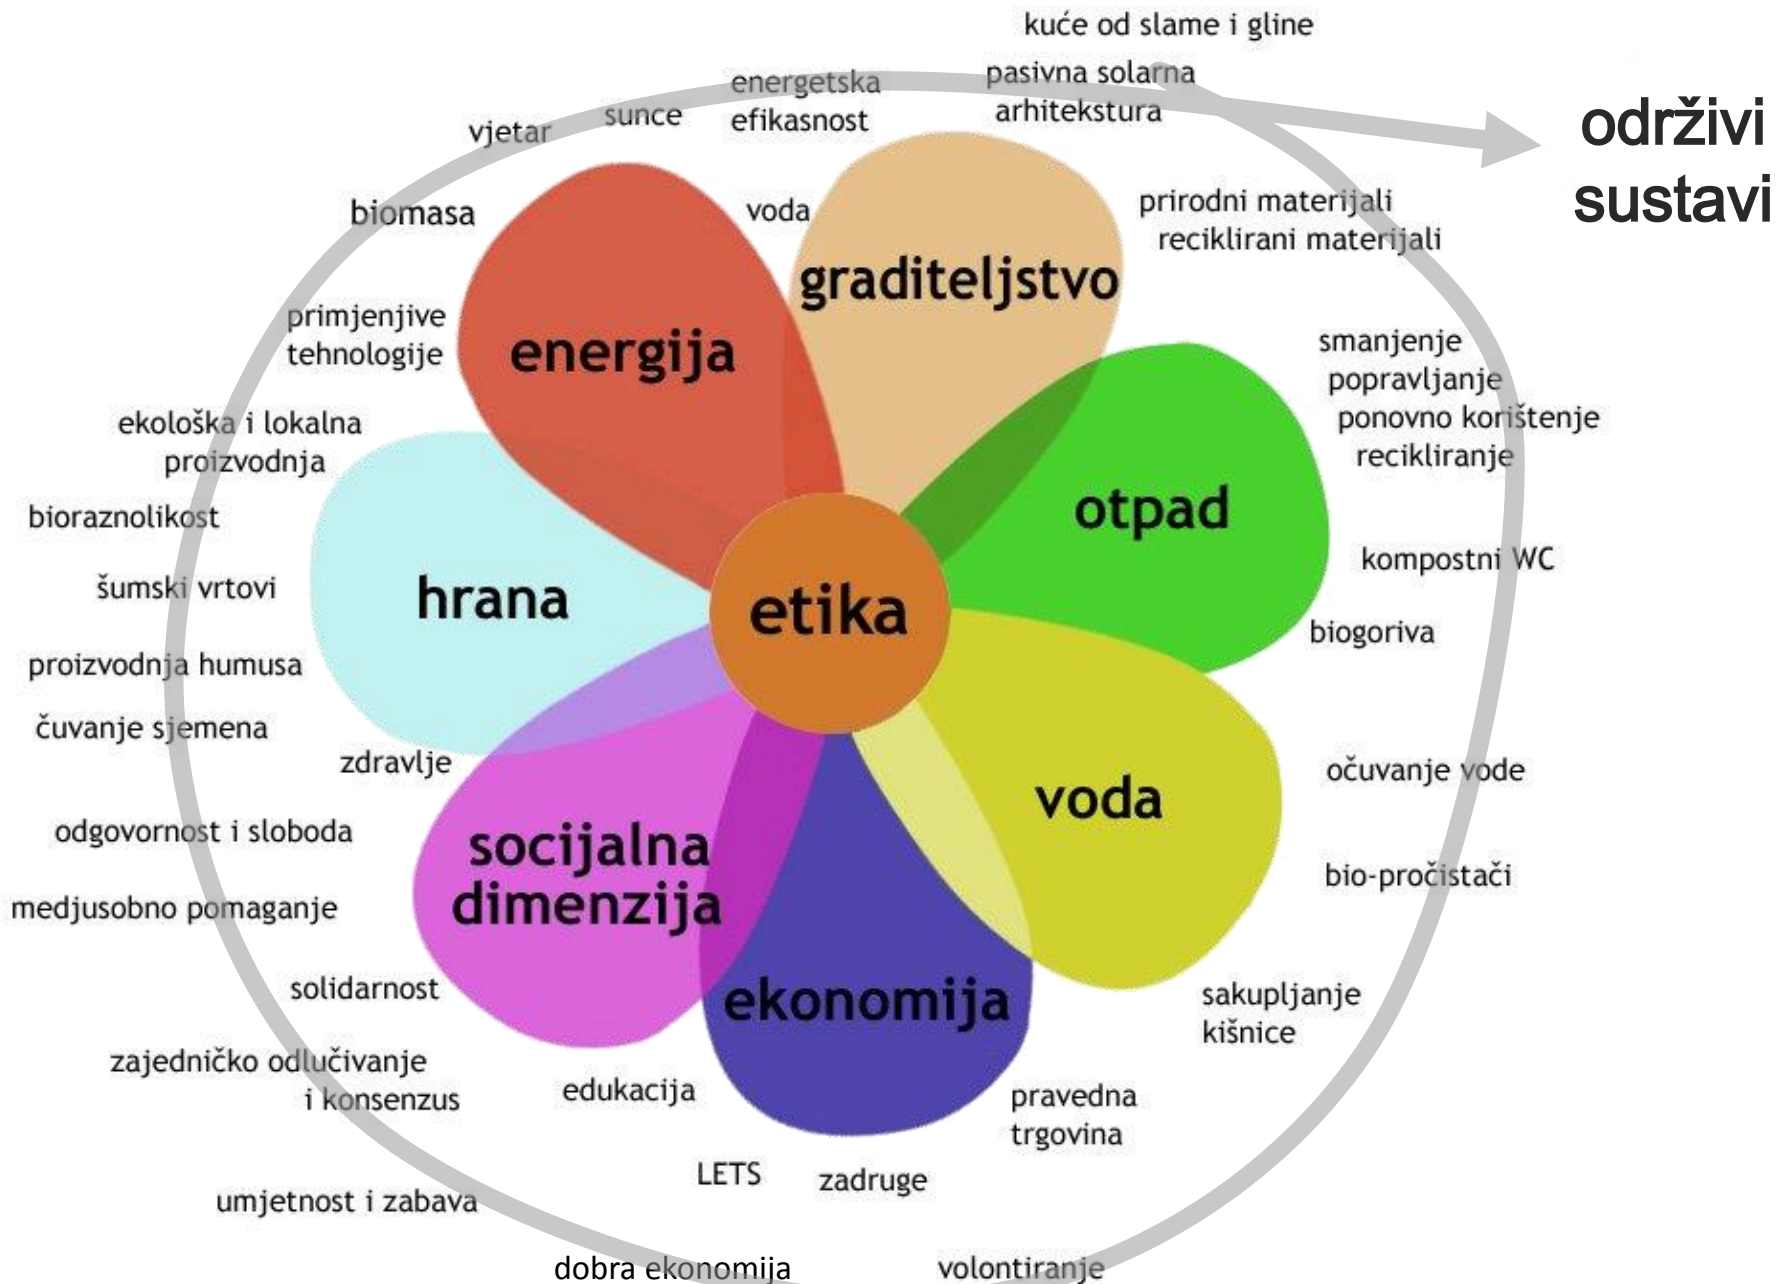 kuće od slame i gline
pasivna solarna
arhitekstura
energetska
efikasnost
sunce
vjetar
biomasa
voda
primjenjive
tehnologije
prirodni materijali
reciklirani materijali
održivi
sustavi
energija
graditeljstvo
smanjenje
popravljanje
ponovno korištenje
recikliranje
otpad
kompostni WC
biogoriva
ekološka i lokalna
proizvodnja
bioraznolikost
šumski vrtovi
proizvodnja humusa
čuvanje sjemena
zdravlje
hrana
etika
voda
očuvanje vode
bio-pročistači
sakupljanje
kišnice
socijalna
dimenzija
odgovornost i sloboda
medjusobno pomaganje
solidarnost
zajedničko odlučivanje
i konsenzus
umjetnost i zabava
edukacija
ekonomija
pravedna
trgovina
LETS
zadruge
dobra ekonomija
volontiranje